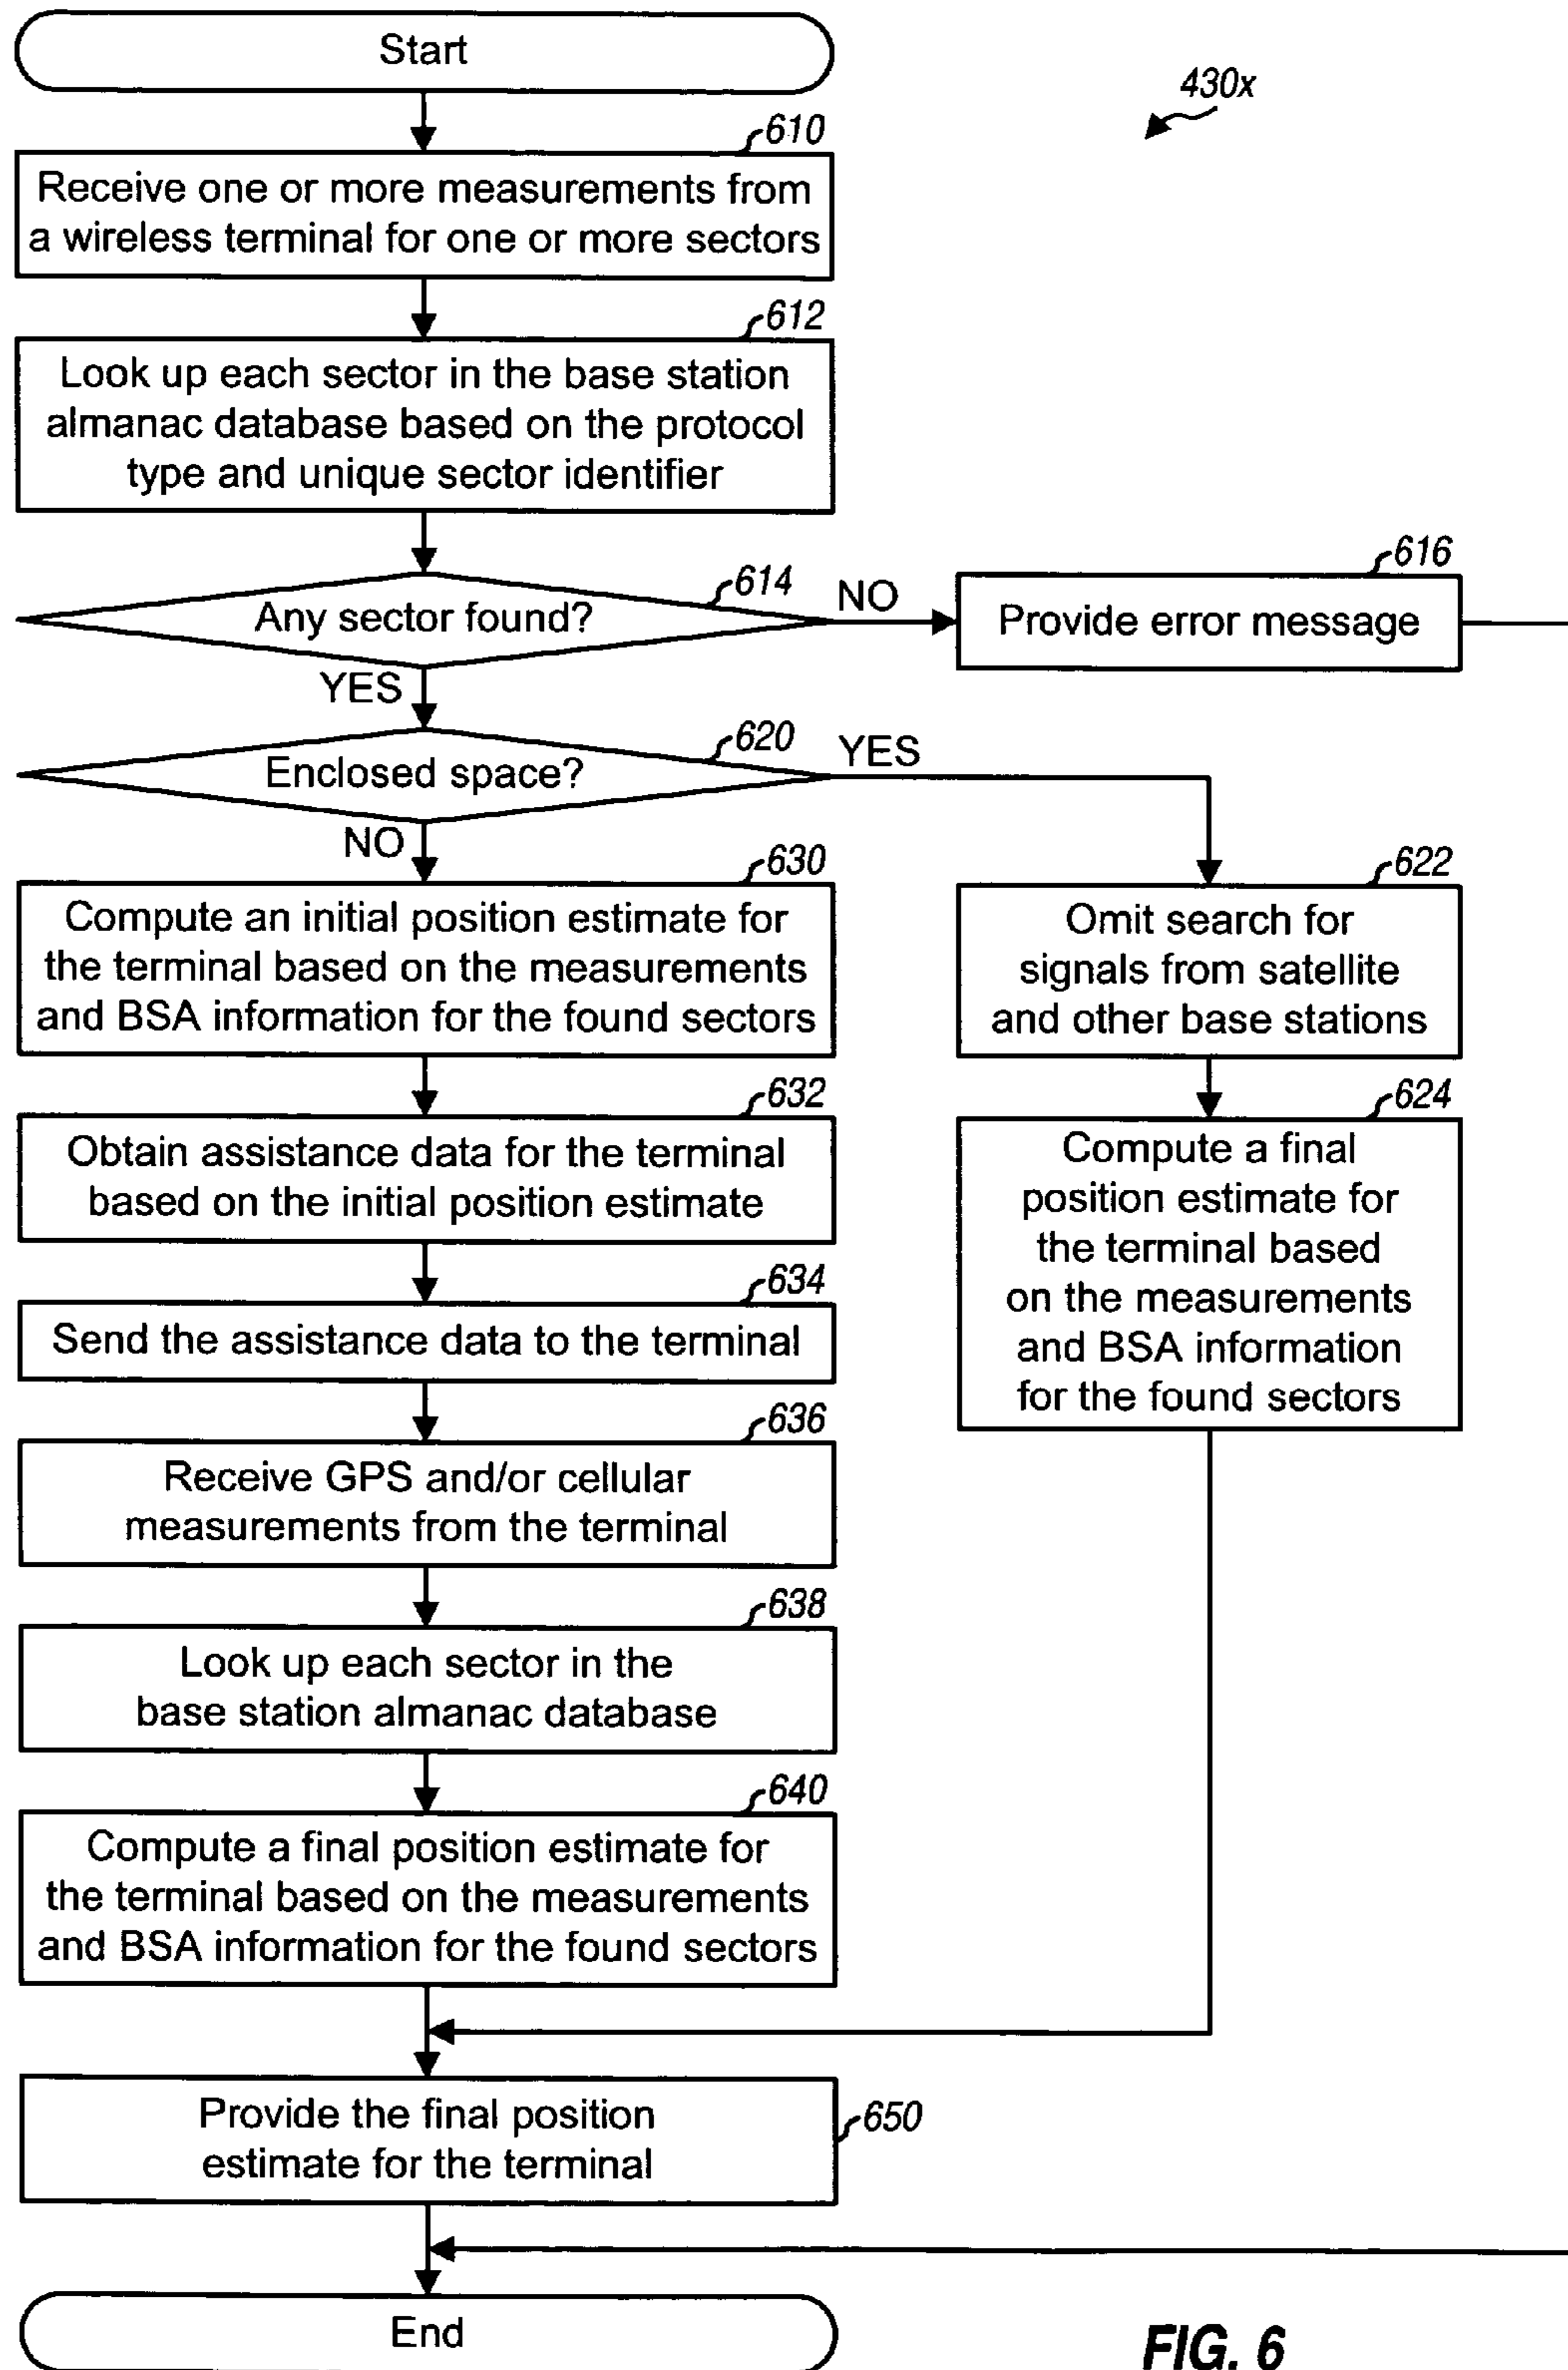 Start
430x
610
Receive one or more measurements from
a wireless terminal for one or more sectors
612
Look up each sector in the base station
almanac database based on the protocol
type and unique sector identifier
614
Any sector found?
NO
616
Provide error message
YES
620
Enclosed space?
YES
NO
630
Compute an initial position estimate for
the terminal based on the measurements
and BSA information for the found sectors
622
Omit search for
signals from satellite
and other base stations
632
Obtain assistance data for the terminal
based on the initial position estimate
624
Compute a final
position estimate for
the terminal based
on the measurements
and BSA information
for the found sectors
634
Send the assistance data to the terminal
636
Receive GPS and/or cellular
measurements from the terminal
638
Look up each sector in the
base station almanac database
640
Compute a final position estimate for
the terminal based on the measurements
and BSA information for the found sectors
650
Provide the final position
estimate for the terminal
End
FIG. 6